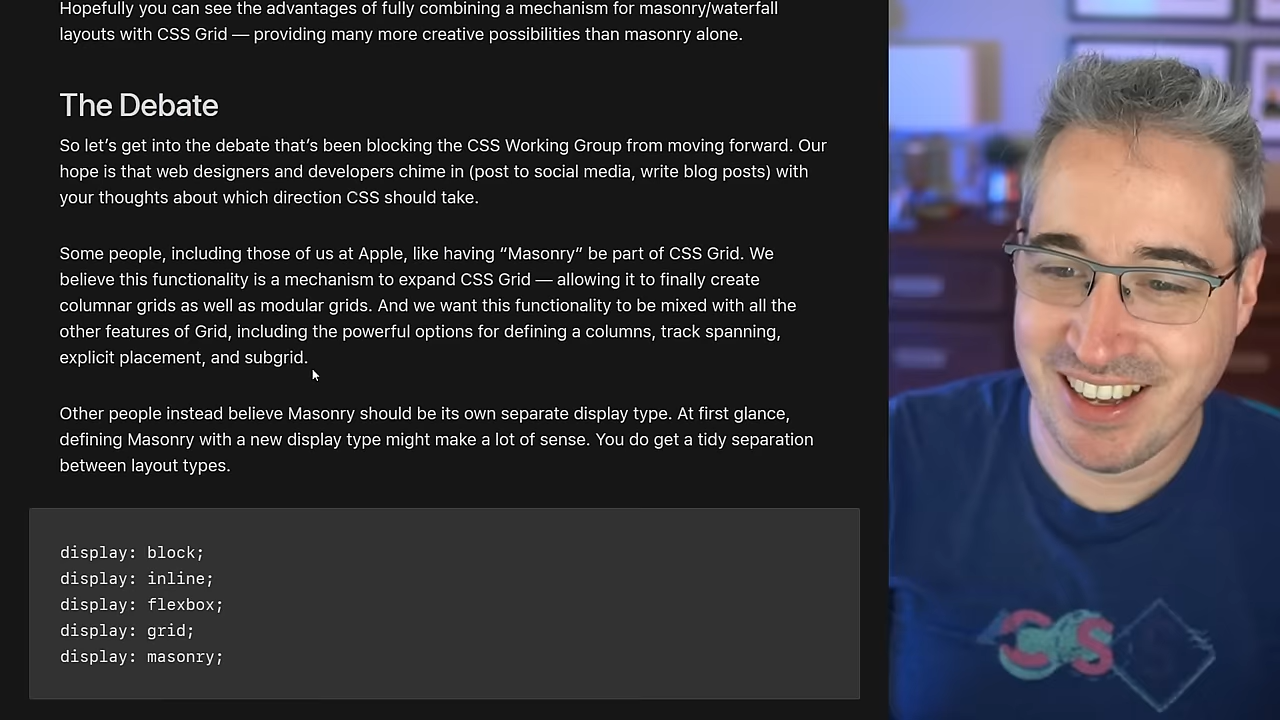 Hopefully you can see the advantages of fully combining a mechanism for masonry/waterfall
layouts with CSS Grid — providing many more creative possibilities than masonry alone.
The Debate
So let’s get into the debate that’s been blocking the CSS Working Group from moving forward. Our
hope is that web designers and developers chime in (post to social media, write blog posts) with
your thoughts about which direction CSS should take.
Some people, including those of us at Apple, like having “Masonry” be part of CSS Grid. We
believe this functionality is a mechanism to expand CSS Grid — allowing it to finally create
columnar grids as well as modular grids. And we want this functionality to be mixed with all the
other features of Grid, including the powerful options for defining a columns, track spanning,
explicit placement, and subgrid.
Other people instead believe Masonry should be its own separate display type. At first glance,
defining Masonry with a new display type might make a lot of sense. You do get a tidy separation
between layout types.
display: block;
display: inline;
display: flexbox;
display: grid;
display: masonry;
CSS